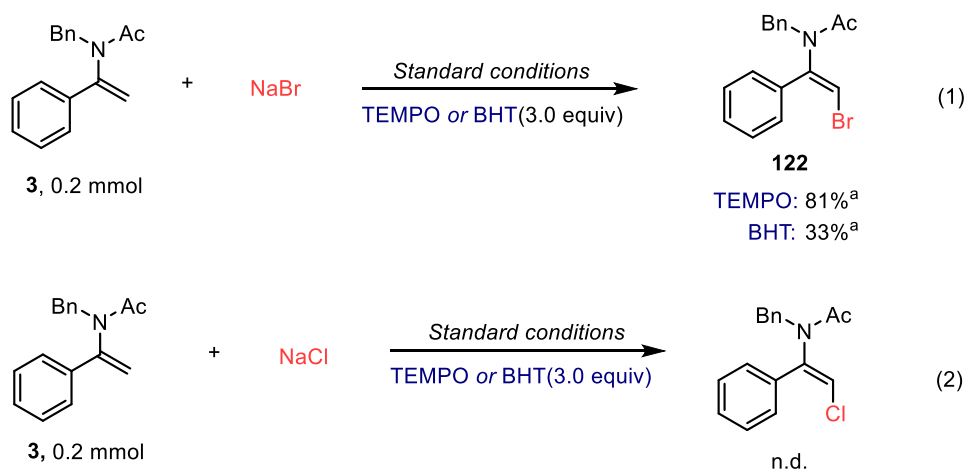 Bn Ac
N
+
NaBr
Standard conditions
TEMPO or BHT(3.0 equiv)
3, 0.2 mmol
Bn Ac
N
Br
(1)
122
TEMPO: 81%ᵃ
BHT: 33%ᵃ
Bn Ac
N
+
NaCl
Standard conditions
TEMPO or BHT(3.0 equiv)
3, 0.2 mmol
Bn Ac
N
Cl
(2)
n.d.